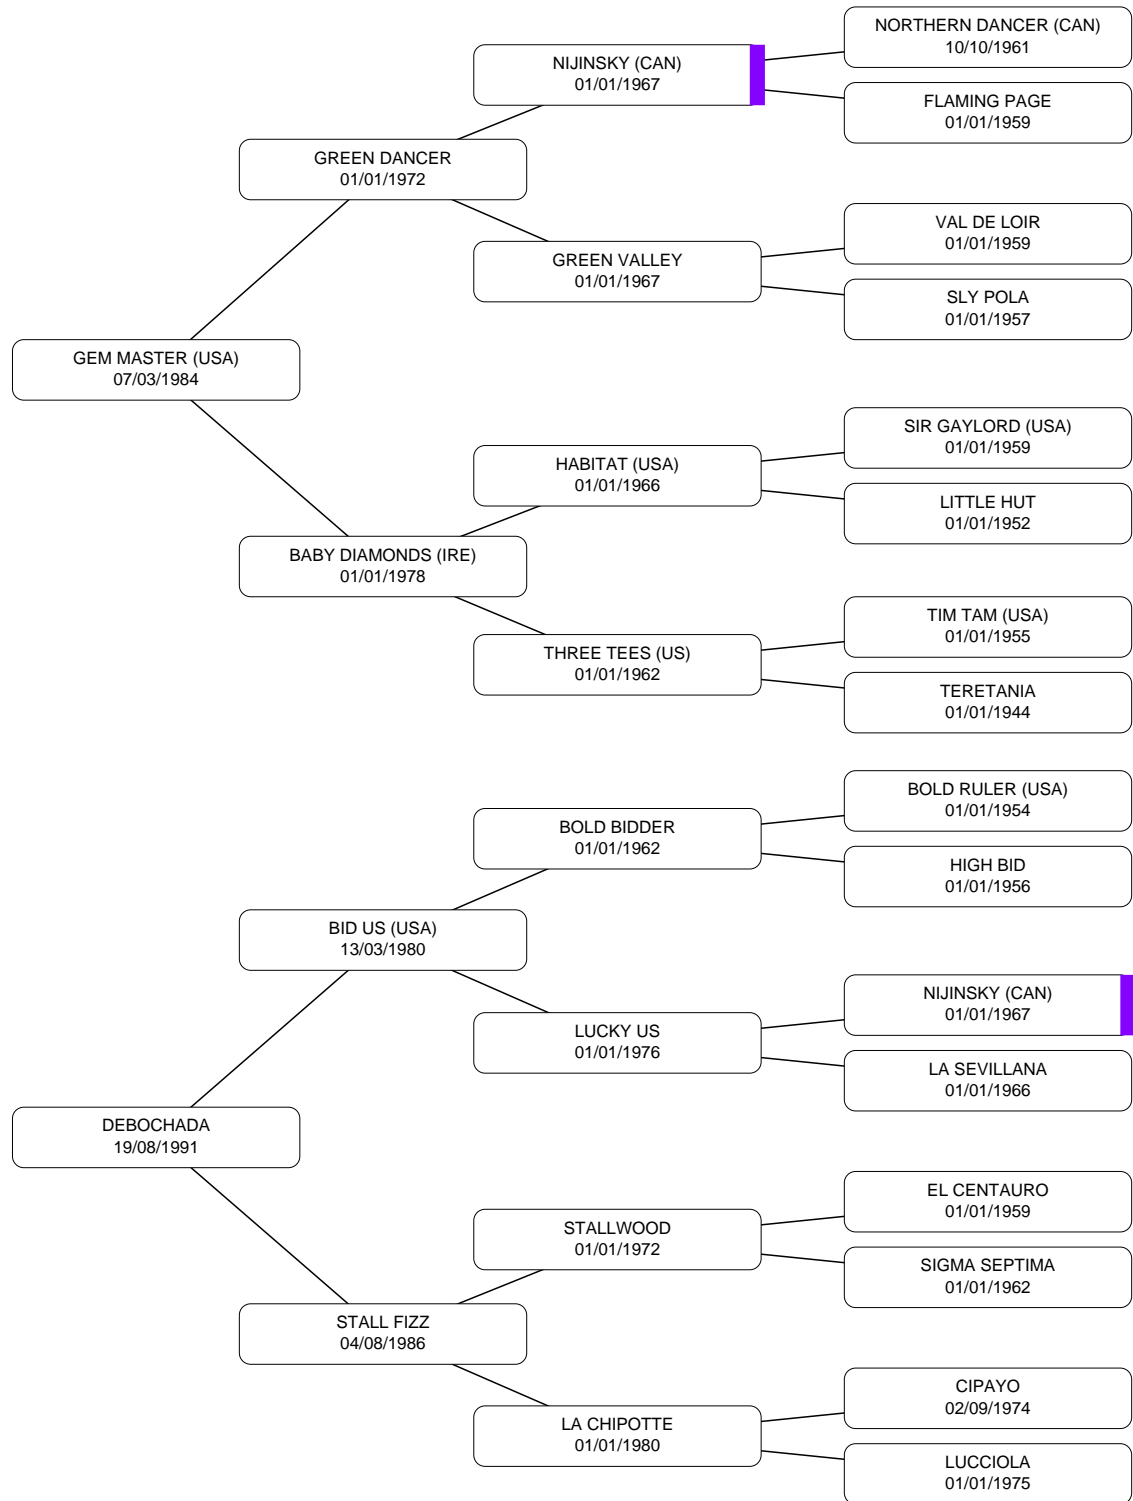 NORTHERN DANCER (CAN)
10/10/1961
NIJINSKY (CAN)
01/01/1967
FLAMING PAGE
01/01/1959
GREEN DANCER
01/01/1972
VAL DE LOIR
01/01/1959
GREEN VALLEY
01/01/1967
SLY POLA
01/01/1957
GEM MASTER (USA)
07/03/1984
SIR GAYLORD (USA)
01/01/1959
HABITAT (USA)
01/01/1966
LITTLE HUT
01/01/1952
BABY DIAMONDS (IRE)
01/01/1978
TIM TAM (USA)
01/01/1955
THREE TEES (US)
01/01/1962
TERETANIA
01/01/1944
BOLD RULER (USA)
01/01/1954
BOLD BIDDER
01/01/1962
HIGH BID
01/01/1956
BID US (USA)
13/03/1980
NIJINSKY (CAN)
01/01/1967
LUCKY US
01/01/1976
LA SEVILLANA
01/01/1966
DEBOCHADA
19/08/1991
EL CENTAURO
01/01/1959
STALLWOOD
01/01/1972
SIGMA SEPTIMA
01/01/1962
STALL FIZZ
04/08/1986
CIPAYO
02/09/1974
LA CHIPOTTE
01/01/1980
LUCCIOLA
01/01/1975